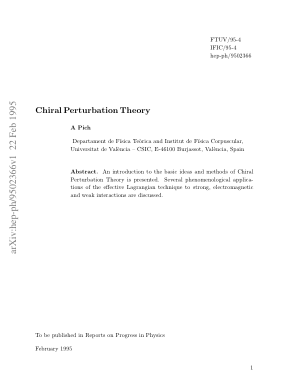 FTUV/95-4
IFIC/95-4
hep-ph/9502366
Chiral Perturbation Theory
A Pich
Departament de Física Teòrica and Institut de Física Corpuscular,
Universitat de València – CSIC, E-46100 Burjassot, València, Spain
Abstract. An introduction to the basic ideas and methods of Chiral
Perturbation Theory is presented. Several phenomenological applica-
tions of the effective Lagrangian technique to strong, electromagnetic
and weak interactions are discussed.
arXiv:hep-ph/9502366v1 22 Feb 1995
To be published in Reports on Progress in Physics
February 1995
1